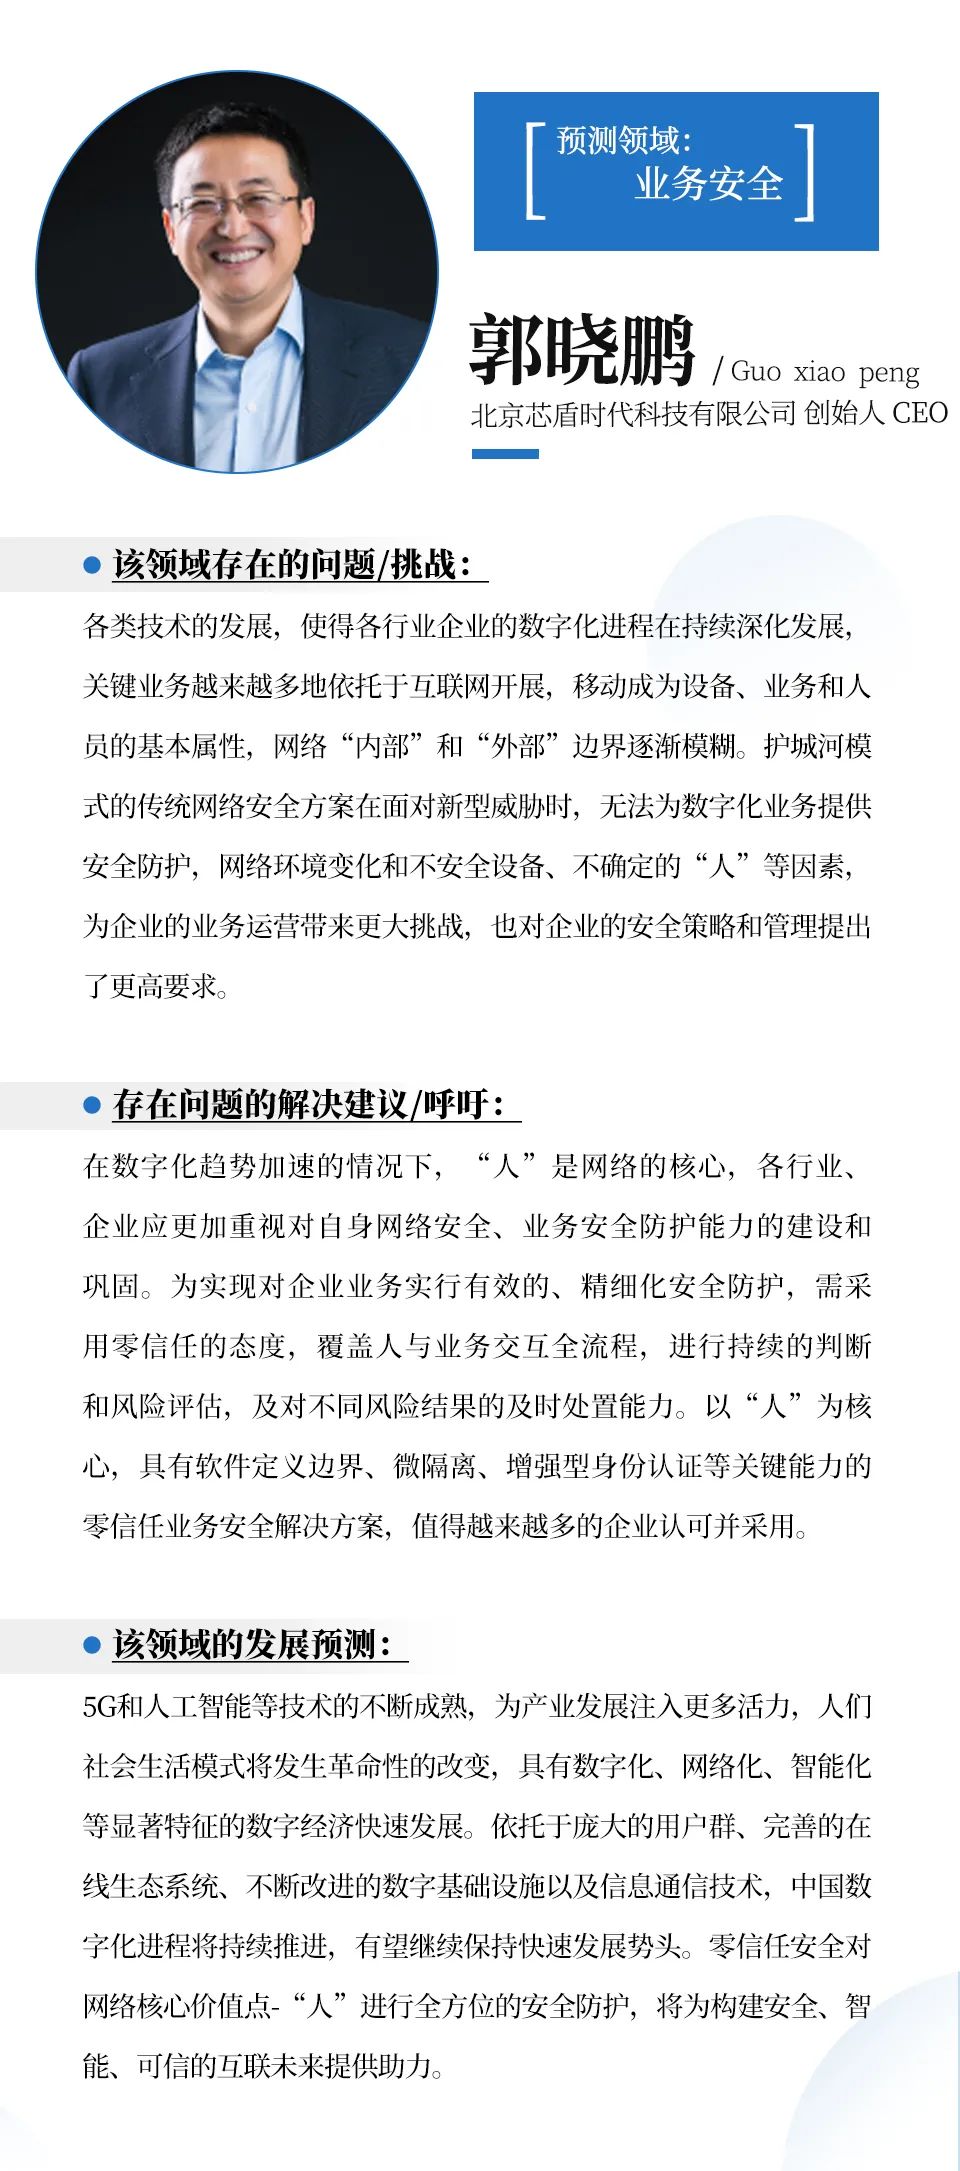 预测领域：
业务安全
郭晓鹏 / Guo xiao peng
北京芯盾时代科技有限公司 创始人 CEO
该领域存在的问题/挑战：
各类技术的发展，使得各行业企业的数字化进程在持续深化发展，
关键业务越来越多地依托于互联网开展，移动成为设备、业务和人
员的基本属性，网络“内部”和“外部”边界逐渐模糊。护城河模
式的传统网络安全方案在面对新型威胁时，无法为数字化业务提供
安全防护，网络环境变化和不安全设备、不确定的“人”等因素，
为企业的业务运营带来更大挑战，也对企业的安全策略和管理提出
了更高要求。
存在问题的解决建议/呼吁：
在数字化趋势加速的情况下，“人”是网络的核心，各行业、
企业应更加重视对自身网络安全、业务安全防护能力的建设和
巩固。为实现对企业业务实行有效的、精细化安全防护，需采
用零信任的态度，覆盖人与业务交互全流程，进行持续的判断
和风险评估，及对不同风险结果的及时处置能力。以“人”为核
心，具有软件定义边界、微隔离、增强型身份认证等关键能力的
零信任业务安全解决方案，值得越来越多的企业认可并采用。
该领域的发展预测：
5G和人工智能等技术的不断成熟，为产业发展注入更多活力，人们
社会生活模式将发生革命性的改变，具有数字化、网络化、智能化
等显著特征的数字经济快速发展。依托于庞大的用户群、完善的在
线生态系统、不断改进的数字基础设施以及信息通信技术，中国数
字化进程将持续推进，有望继续保持快速发展势头。零信任安全对
网络核心价值点-“人”进行全方位的安全防护，将为构建安全、智
能、可信的互联未来提供助力。